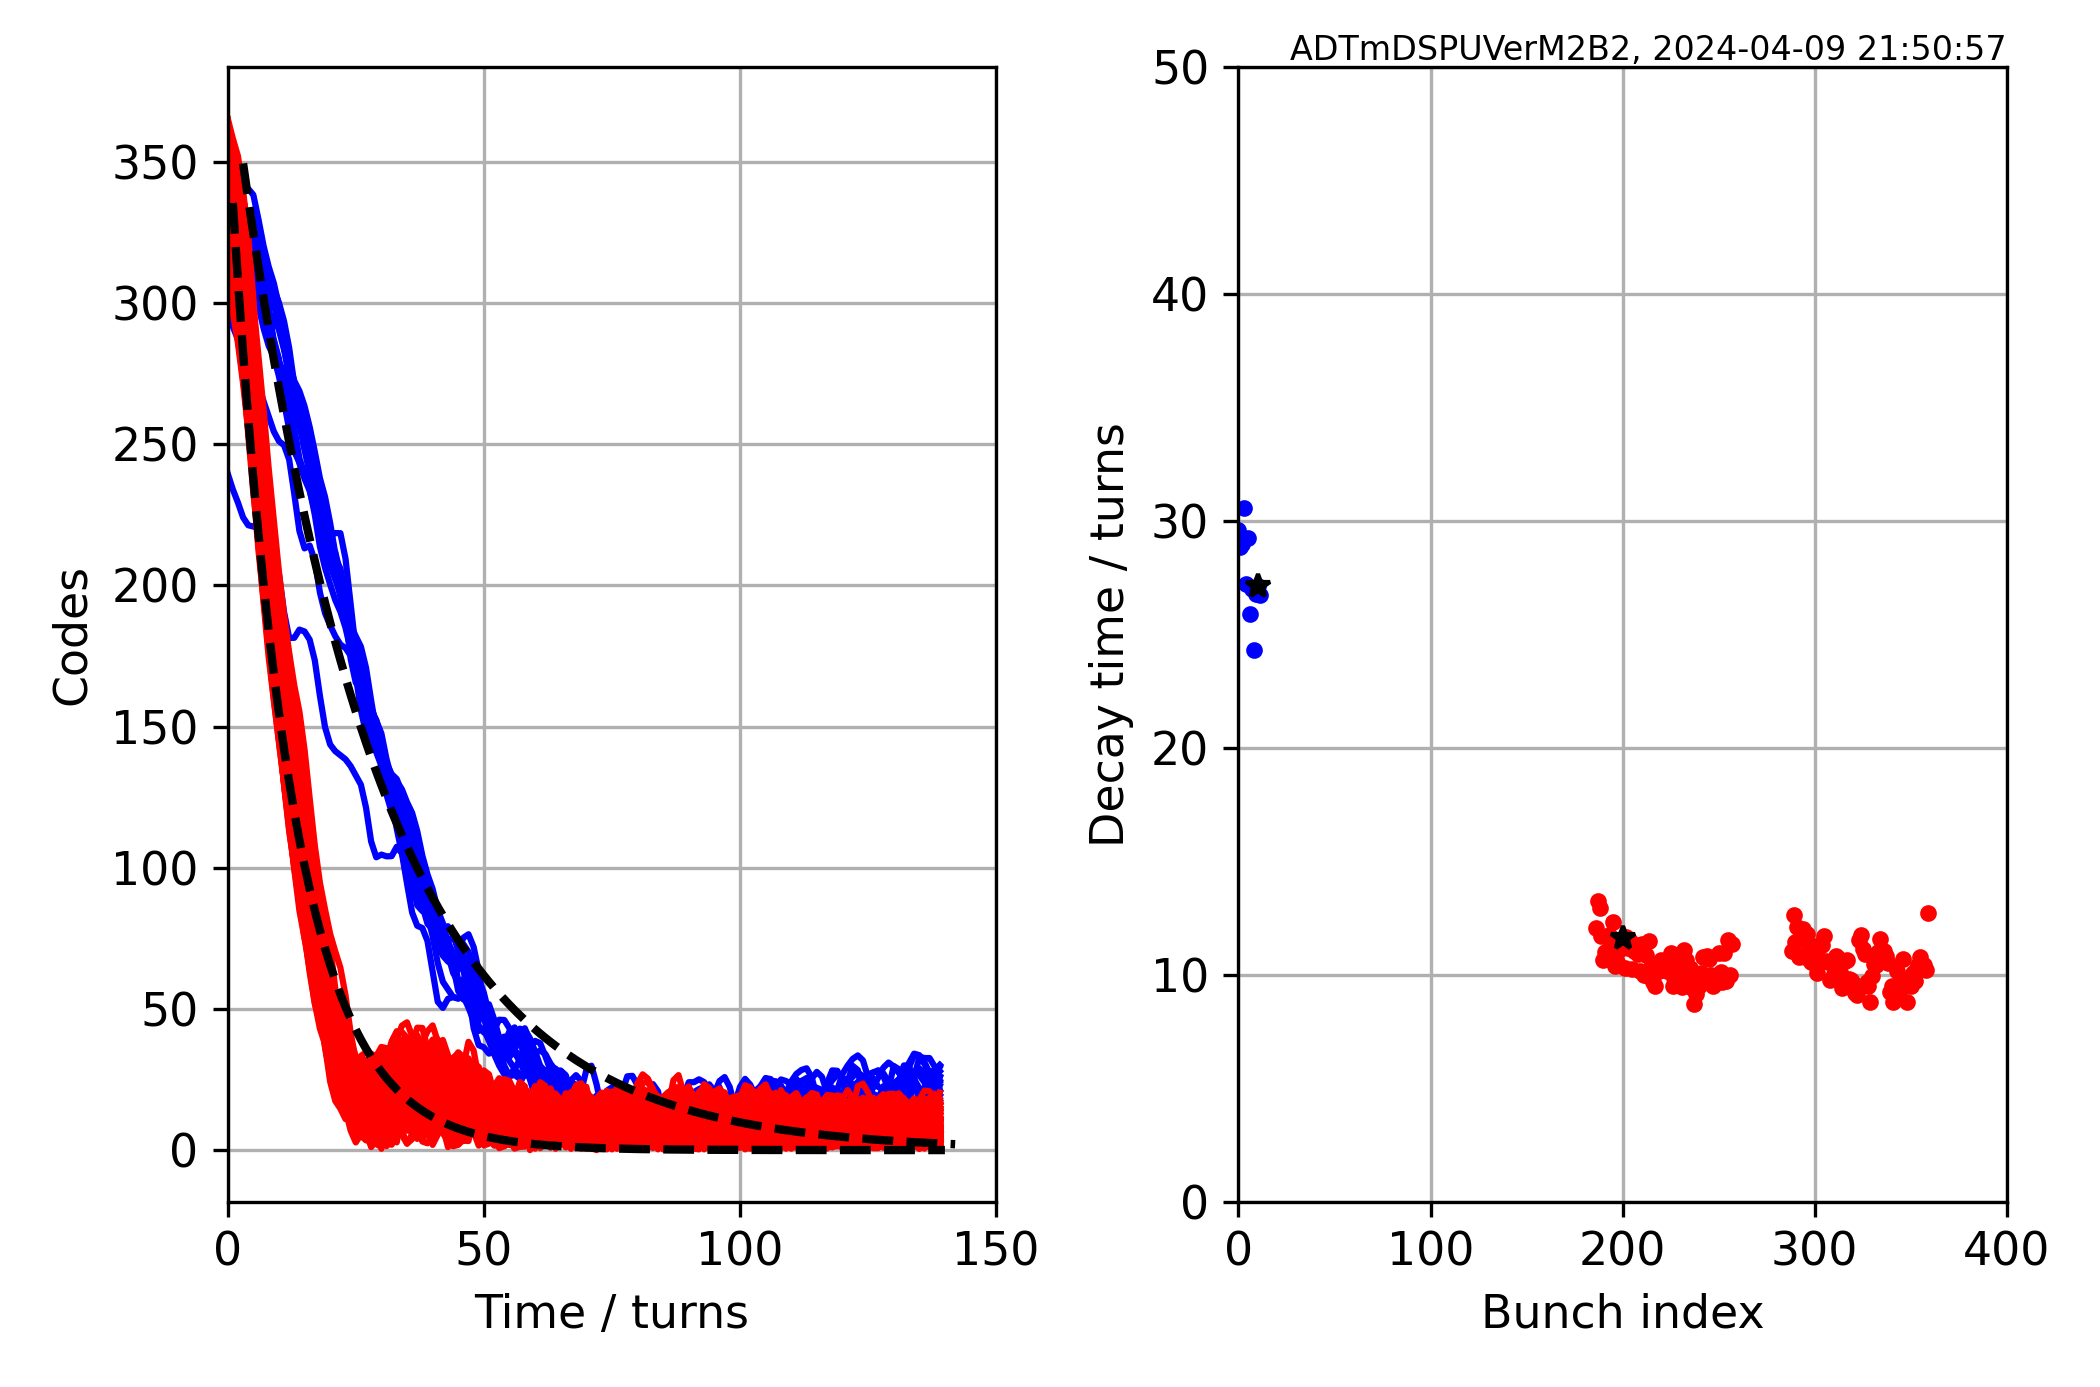 ADTmDSPUVerM2B2, 2024-04-09 21:50:57
Codes
350
300
250
200
150
100
50
0
0 50 100 150
Time / turns
Decay time / turns
50
40
30
20
10
0
0 100 200 300 400
Bunch index